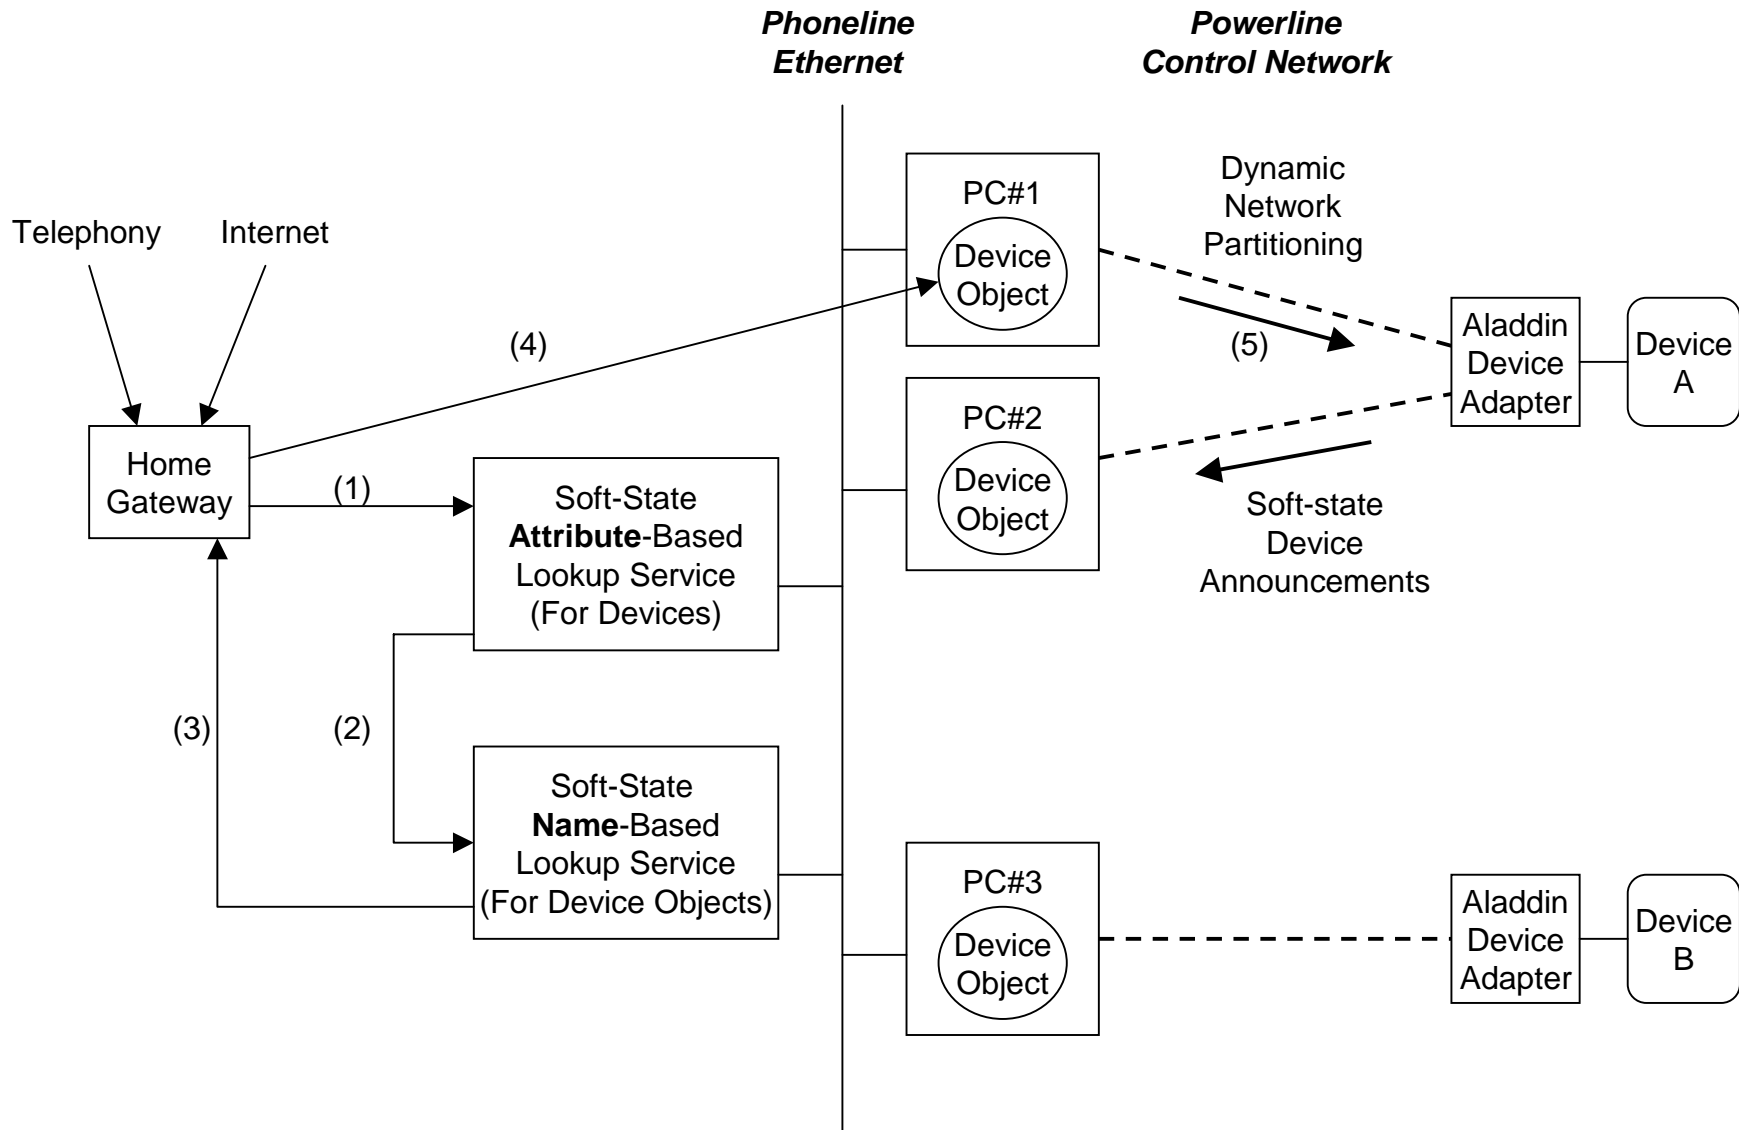 Phoneline
Ethernet
Powerline
Control Network
Telephony
Internet
Home
Gateway
(1)
(2)
(3)
(4)
Soft-State
Attribute-Based
Lookup Service
(For Devices)
Soft-State
Name-Based
Lookup Service
(For Device Objects)
PC#1
Device
Object
PC#2
Device
Object
PC#3
Device
Object
Dynamic
Network
Partitioning
(5)
Soft-state
Device
Announcements
Aladdin
Device
Adapter
Device
A
Aladdin
Device
Adapter
Device
B